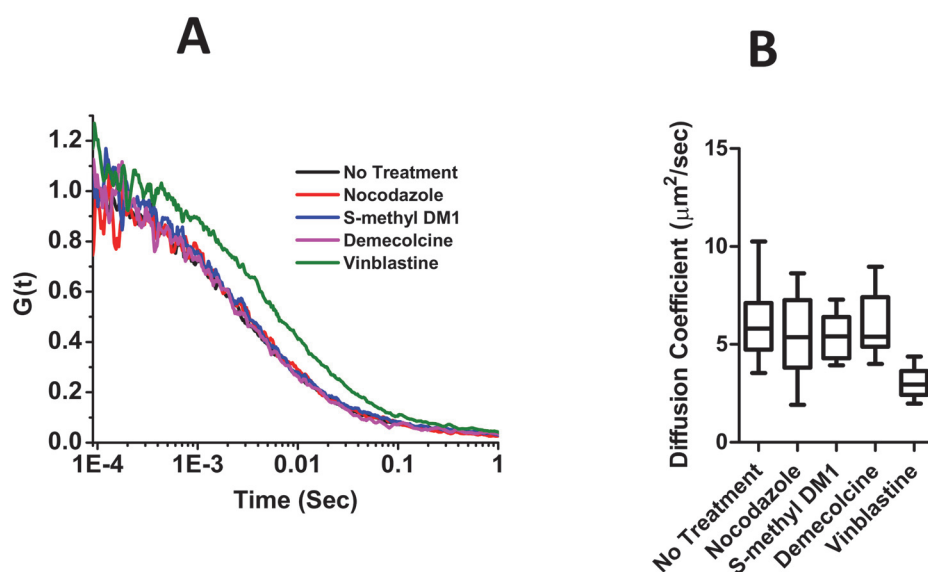 A
B
1.2
1.0
0.8
0.6
0.4
0.2
0.0
G(t)
1E-4
1E-3
0.01
0.1
1
Time (Sec)
No Treatment
Nocodazole
S-methyl DM1
Demecolcine
Vinblastine
Diffusion Coefficient (μm²/sec)
15
10
5
0
No Treatment
Nocodazole
S-methyl DM1
Demecolcine
Vinblastine